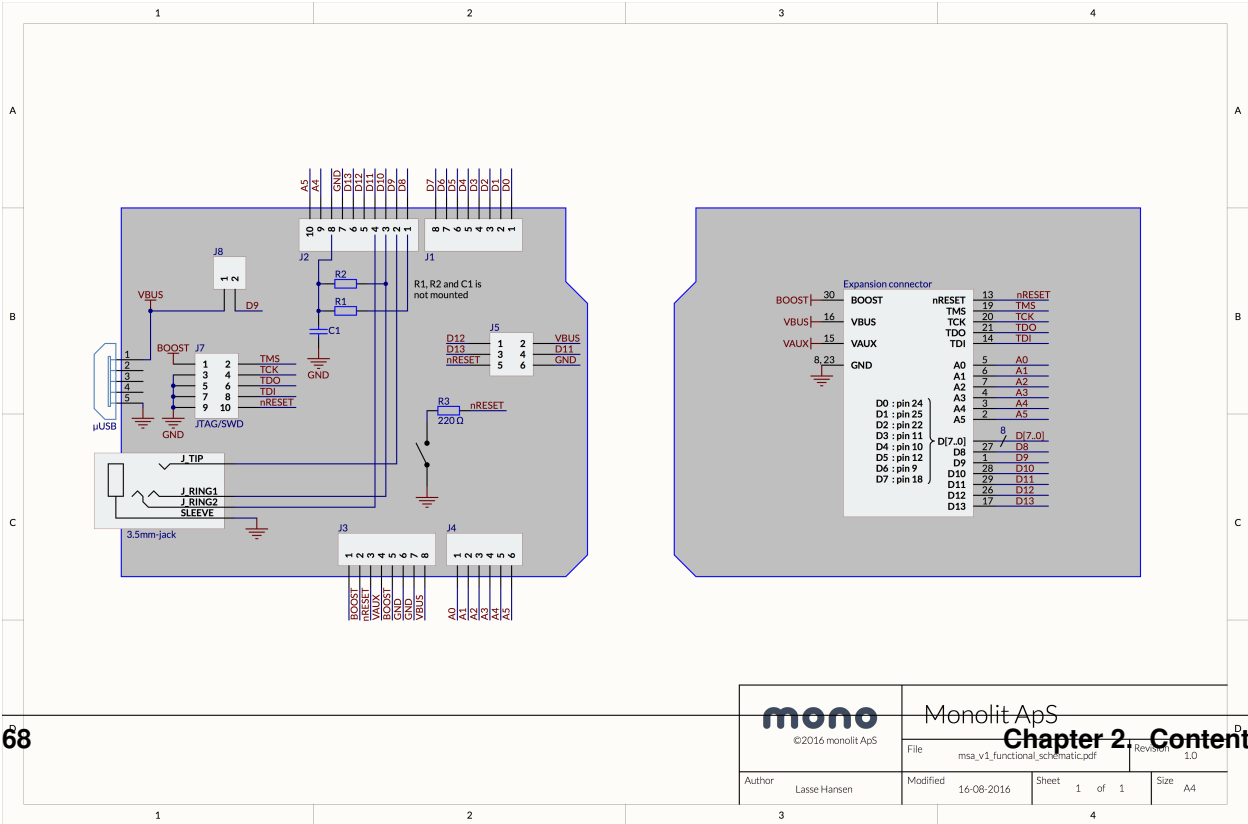 1 2 3 4
A A
B B
C C
D D
A5 A4 GND D13 D12 D11 D10 D9 D8
D7 D6 D5 D4 D3 D2 D1 D0
10 9 8 7 6 5 4 3 2 1
8 7 6 5 4 3 2 1
J2
J1
J8
1 2
D9
VBUS
R2
R1
C1
GND
R1, R2 and C1 is
not mounted
J5
D12 1 2 VBUS
D13 3 4 D11
nRESET 5 6 GND
1
2
3
4
5
µUSB
BOOST
J7
1 2 TMS
3 4 TCK
5 6 TDO
7 8 TDI
9 10 nRESET
JTAG/SWD
GND
R3
220 Ω
nRESET
J_TIP
J_RING1
J_RING2
SLEEVE
3.5mm-jack
J3
1 2 3 4 5 6 7 8
BOOST nRESET VAUX BOOST GND GND VBUS
J4
1 2 3 4 5 6
A0 A1 A2 A3 A4 A5
Expansion connector
BOOST 30 BOOST
VBUS 16 VBUS
VAUX 15 VAUX
8, 23 GND
nRESET 13 nRESET
TMS 19 TMS
TCK 20 TCK
TDO 21 TDO
TDI 14 TDI
A0 5 A0
A1 6 A1
A2 7 A2
A3 4 A3
A4 3 A4
A5 2 A5
D0 : pin 24
D1 : pin 25
D2 : pin 22
D3 : pin 11
D4 : pin 10
D5 : pin 12
D6 : pin 9
D7 : pin 18
D[7..0] 8 D[7..0]
D8 27 D8
D9 1 D9
D10 28 D10
D11 29 D11
D12 26 D12
D13 17 D13
mono
©2016 monolit ApS
Monolit ApS
File
msa_v1_functional_schematic.pdf
Revision
1.0
Author
Lasse Hansen
Modified
16-08-2016
Sheet
1 of 1
Size
A4
68
Chapter 2. Content
1 2 3 4